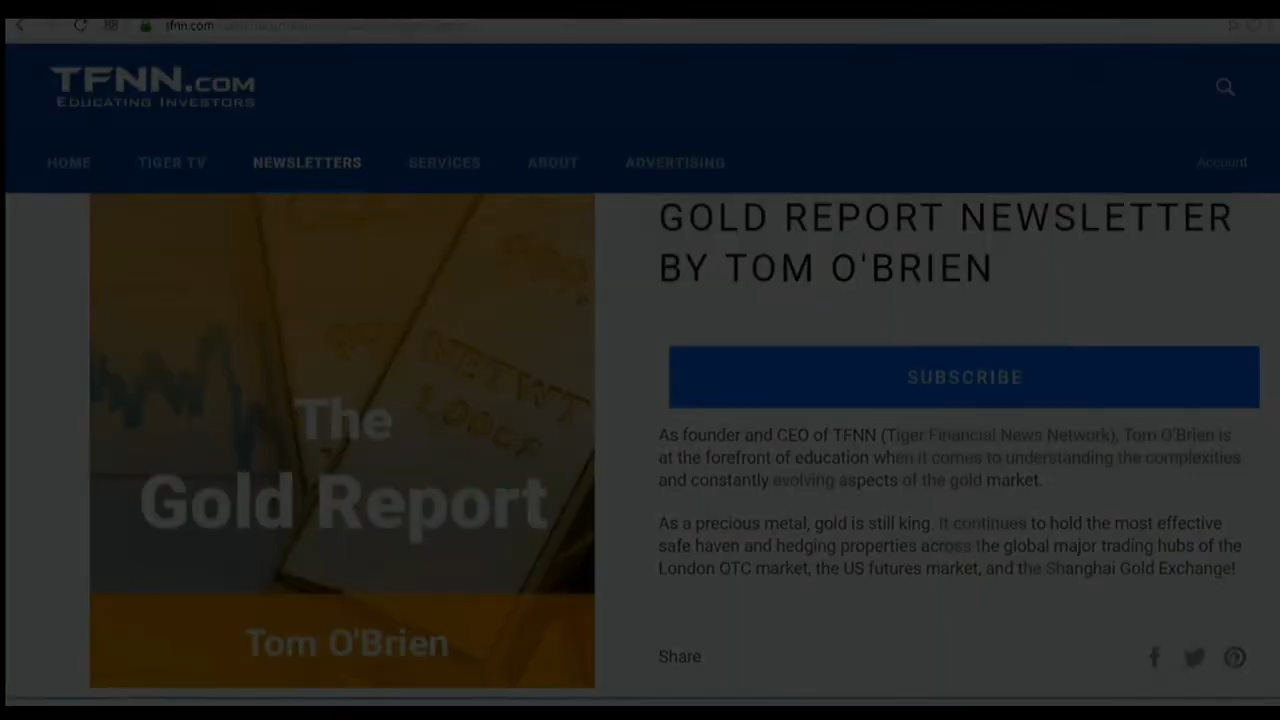 tfnn.com
TFNN.COM
EDUCATING INVESTORS
HOME TIGER TV NEWSLETTERS SERVICES ABOUT ADVERTISING Account
GOLD REPORT NEWSLETTER
BY TOM O'BRIEN
SUBSCRIBE
As founder and CEO of TFNN (Tiger Financial News Network), Tom O'Brien is
at the forefront of education when it comes to understanding the complexities
and constantly evolving aspects of the gold market.
As a precious metal, gold is still king. It continues to hold the most effective
safe haven and hedging properties across the global major trading hubs of the
London OTC market, the US futures market, and the Shanghai Gold Exchange!
Share
NET WT
The
Gold Report
Tom O'Brien